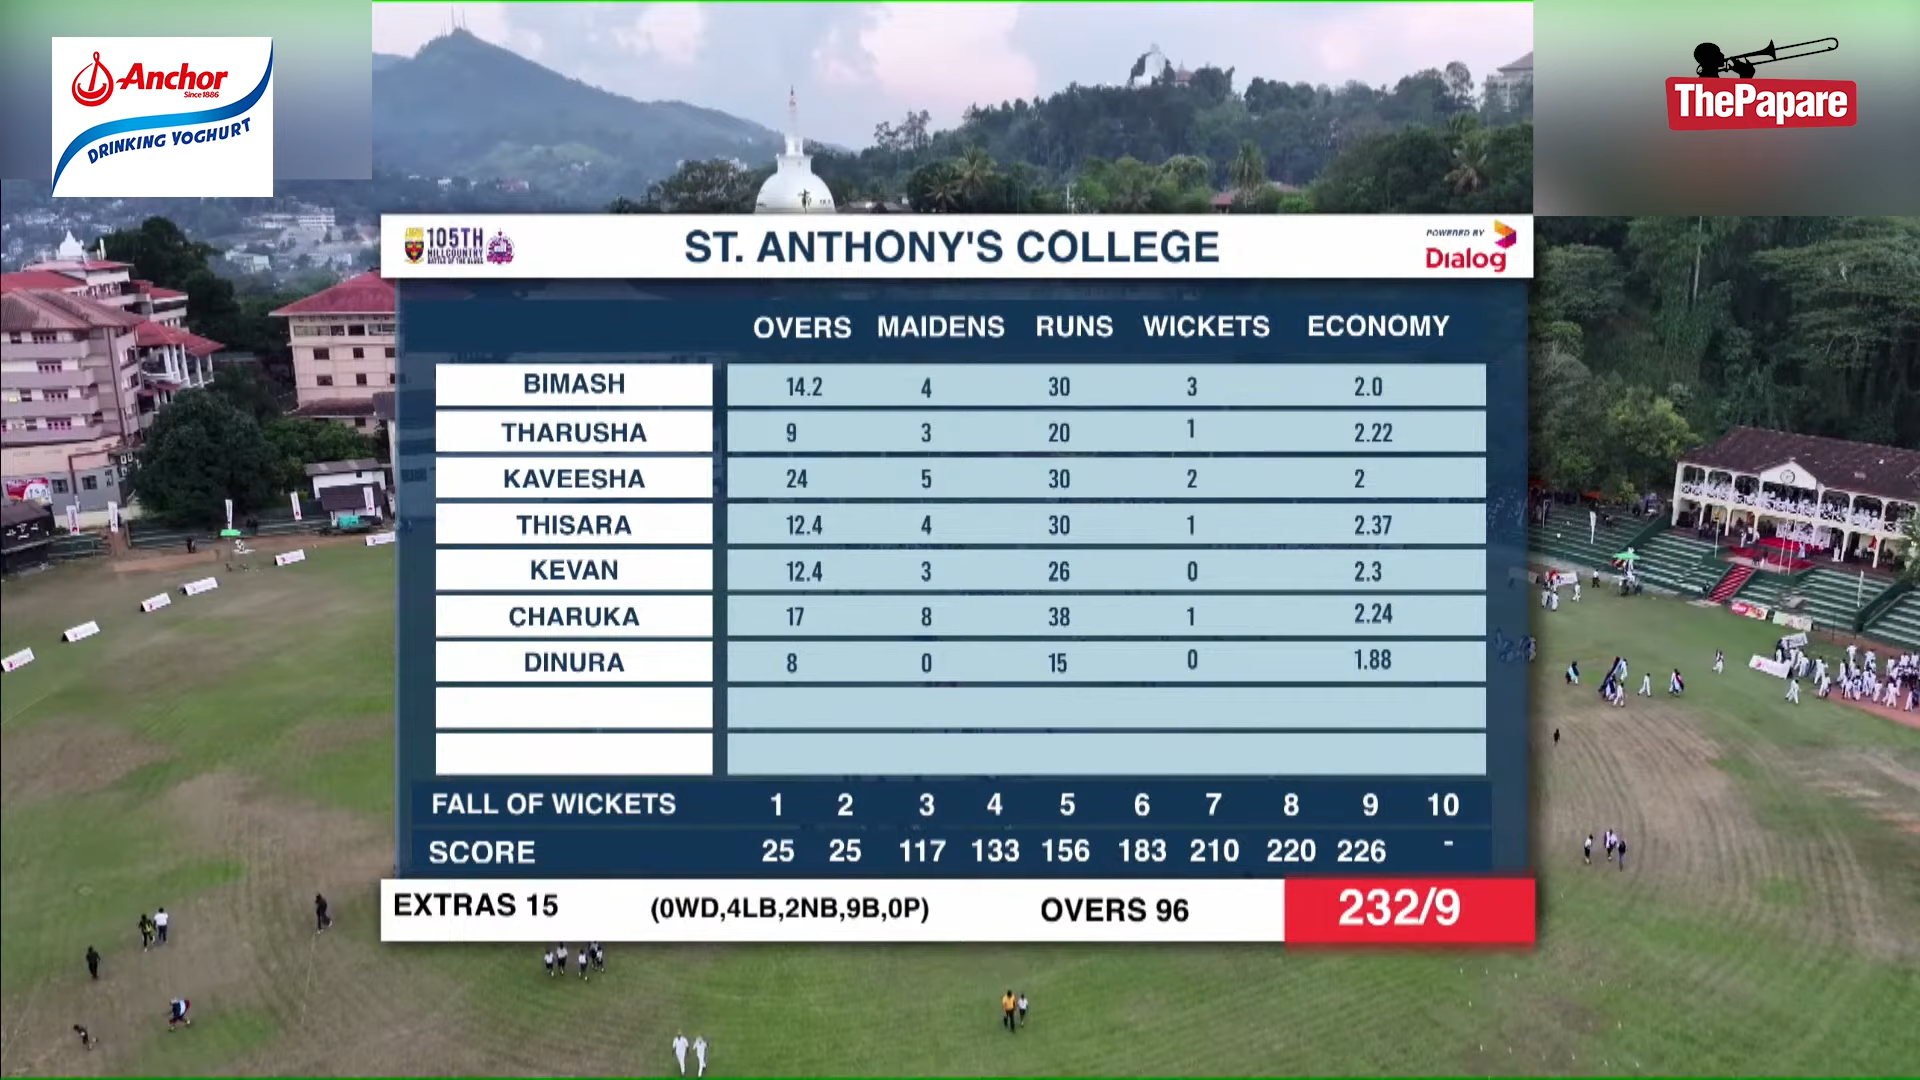 Anchor
Since 1886
DRINKING YOGHURT
ThePapare
105TH
HILLCOUNTRY
BATTLE OF THE BLUES
ST. ANTHONY'S COLLEGE
POWERED BY
Dialog
OVERS MAIDENS RUNS WICKETS ECONOMY
BIMASH 14.2 4 30 3 2.0
THARUSHA 9 3 20 1 2.22
KAVEESHA 24 5 30 2 2
THISARA 12.4 4 30 1 2.37
KEVAN 12.4 3 26 0 2.3
CHARUKA 17 8 38 1 2.24
DINURA 8 0 15 0 1.88
FALL OF WICKETS 1 2 3 4 5 6 7 8 9 10
SCORE 25 25 117 133 156 183 210 220 226 -
EXTRAS 15 (0WD,4LB,2NB,9B,0P) OVERS 96 232/9